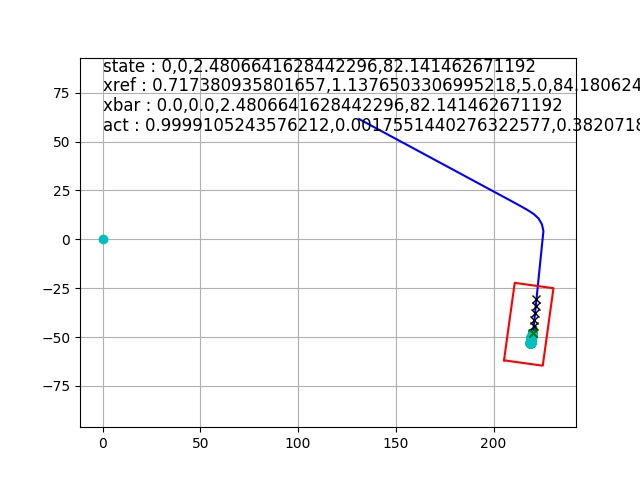 state : 0,0,2.4806641628442296,82.141462671192
xref : 0.717380935801657,1.1376503306995218,5.0,84.180624
xbar : 0.0,0.0,2.4806641628442296,82.141462671192
act : 0.9999105243576212,0.0017551440276322577,0.3820718
75
50
25
0
−25
−50
−75
0 50 100 150 200